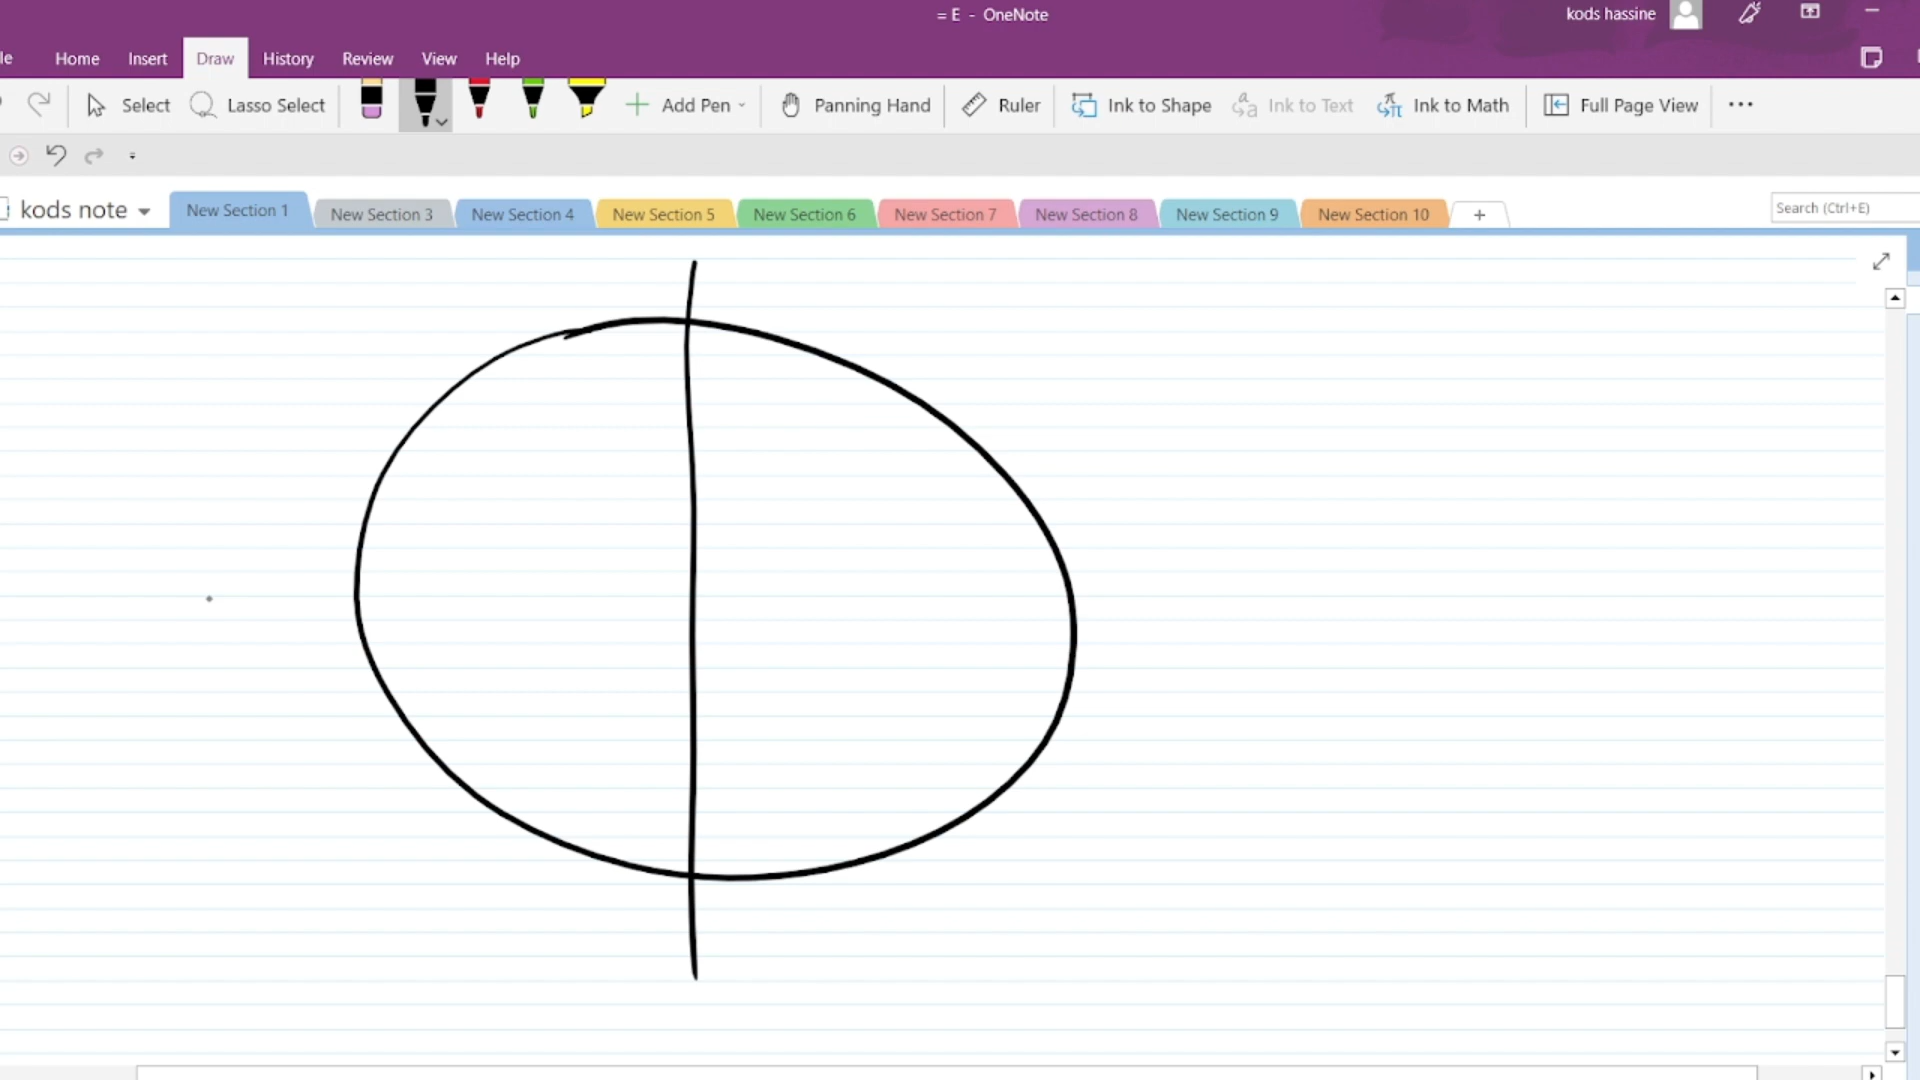 = E - OneNote
kods hassine
le Home Insert Draw History Review View Help
Select Lasso Select Add Pen Panning Hand Ruler Ink to Shape Ink to Text Ink to Math Full Page View
kods note New Section 1 New Section 3 New Section 4 New Section 5 New Section 6 New Section 7 New Section 8 New Section 9 New Section 10 + Search (Ctrl+E)